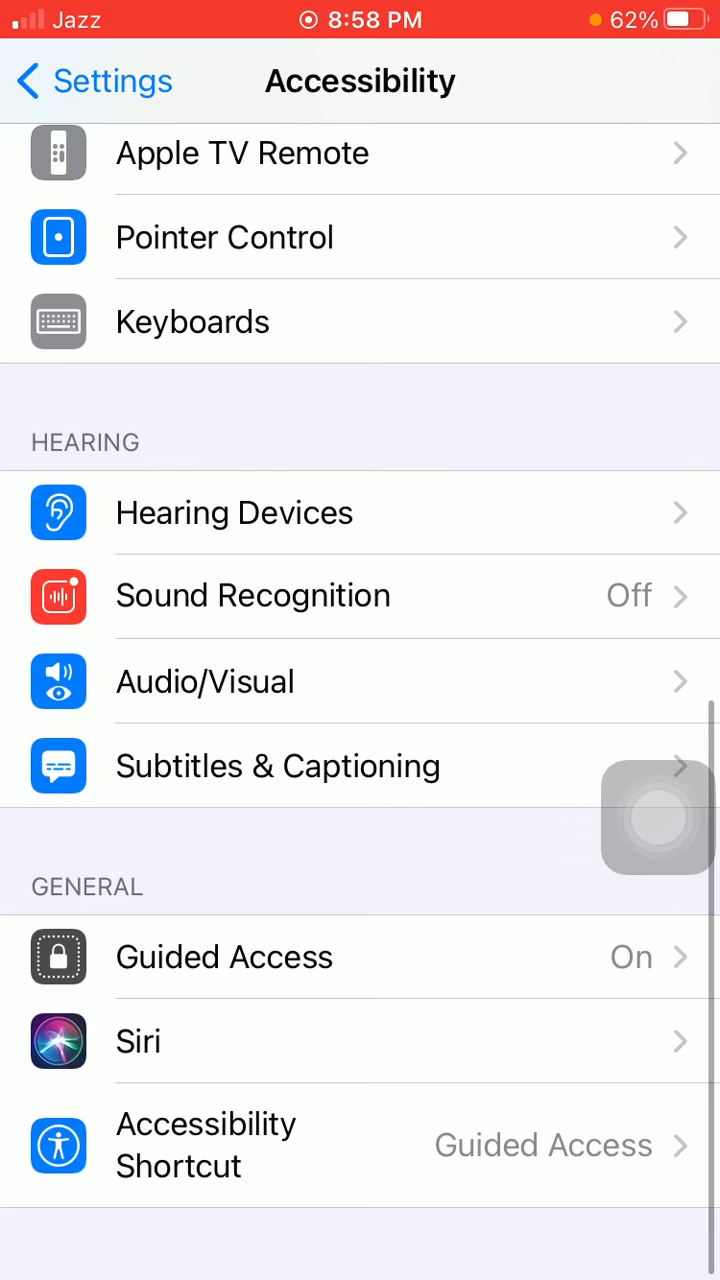 Jazz 8:58 PM 62%
Settings Accessibility
Apple TV Remote
Pointer Control
Keyboards
HEARING
Hearing Devices
Sound Recognition Off
Audio/Visual
Subtitles & Captioning
GENERAL
Guided Access On
Siri
Accessibility
Shortcut Guided Access